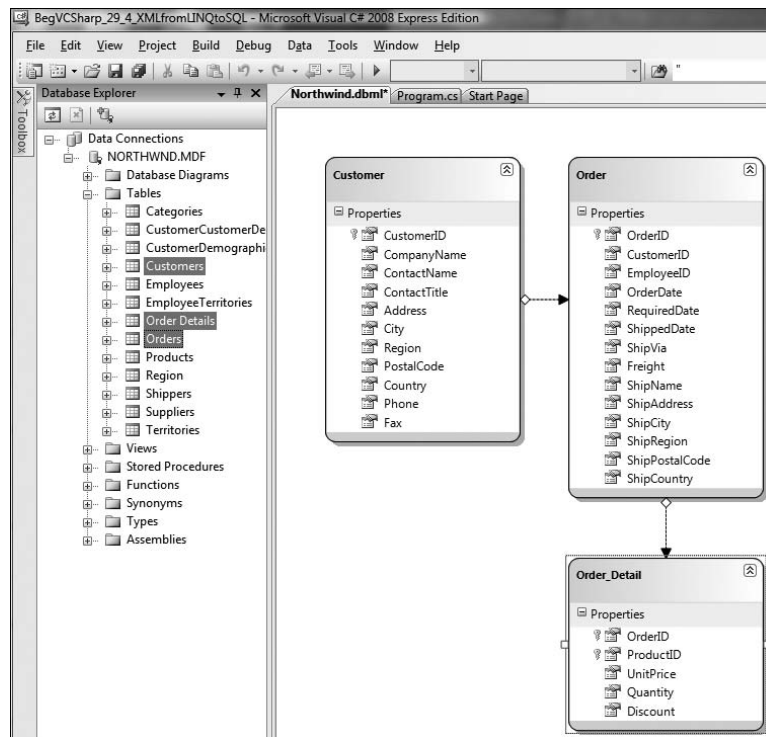 BegVCSharp_29_4_XMLfromLINQtoSQL - Microsoft Visual C# 2008 Express Edition
File Edit View Project Build Debug Data Tools Window Help
Toolbox
Database Explorer
Data Connections
NORTHWND.MDF
Database Diagrams
Tables
Categories
CustomerCustomerDe
CustomerDemographi
Customers
Employees
EmployeeTerritories
Order Details
Orders
Products
Region
Shippers
Suppliers
Territories
Views
Stored Procedures
Functions
Synonyms
Types
Assemblies
Northwind.dbml* Program.cs Start Page
Customer
Properties
CustomerID
CompanyName
ContactName
ContactTitle
Address
City
Region
PostalCode
Country
Phone
Fax
Order
Properties
OrderID
CustomerID
EmployeeID
OrderDate
RequiredDate
ShippedDate
ShipVia
Freight
ShipName
ShipAddress
ShipCity
ShipRegion
ShipPostalCode
ShipCountry
Order_Detail
Properties
OrderID
ProductID
UnitPrice
Quantity
Discount